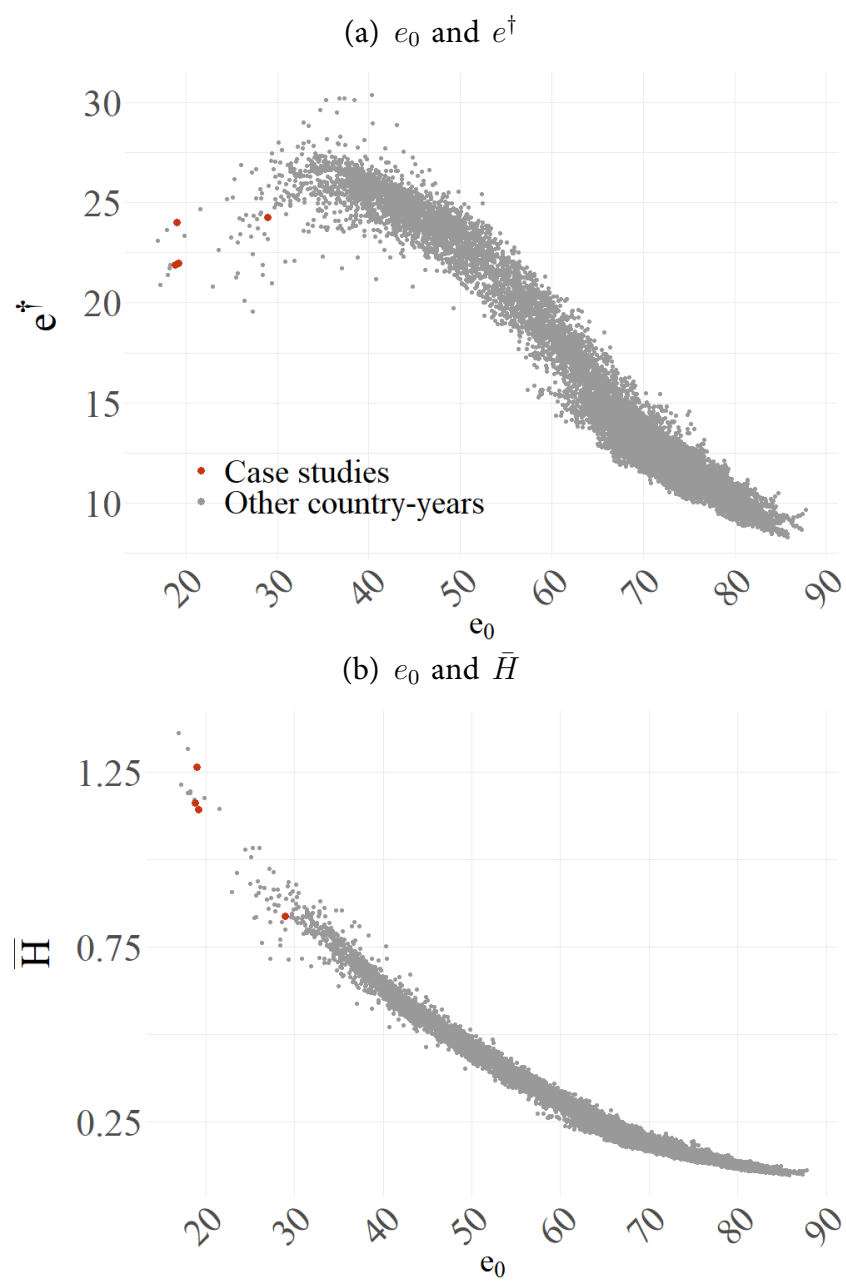 (a) e₀ and e†
30
25
20
15
10
e†
Case studies
Other country-years
20 30 40 50 60 70 80 90
e₀
(b) e₀ and H̄
1.25
0.75
0.25
H̄
20 30 40 50 60 70 80 90
e₀